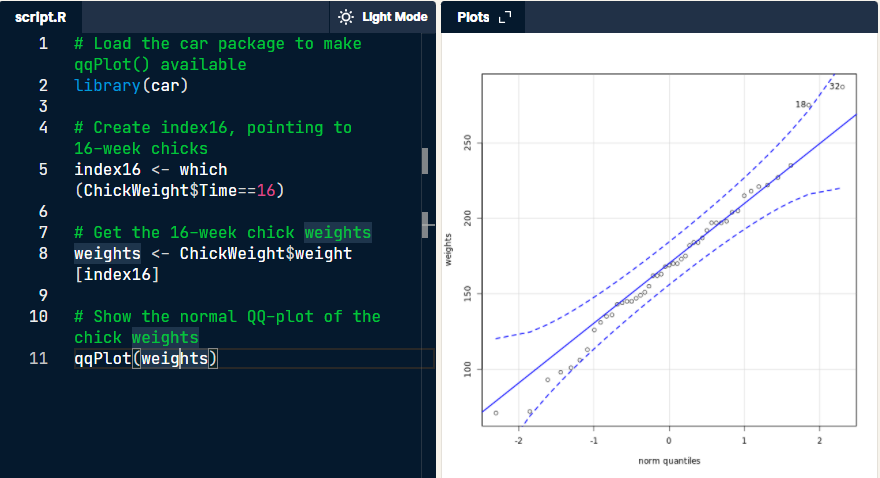 script.R
Light Mode
1 # Load the car package to make
qqPlot() available
2 library(car)
3
4 # Create index16, pointing to
16-week chicks
5 index16 <- which
(ChickWeight$Time==16)
6
7 # Get the 16-week chick weights
8 weights <- ChickWeight$weight
[index16]
9
10 # Show the normal QQ-plot of the
chick weights
11 qqPlot(weights)
Plots
32
18
250
200
150
100
weights
-2 -1 0 1 2
norm quantiles